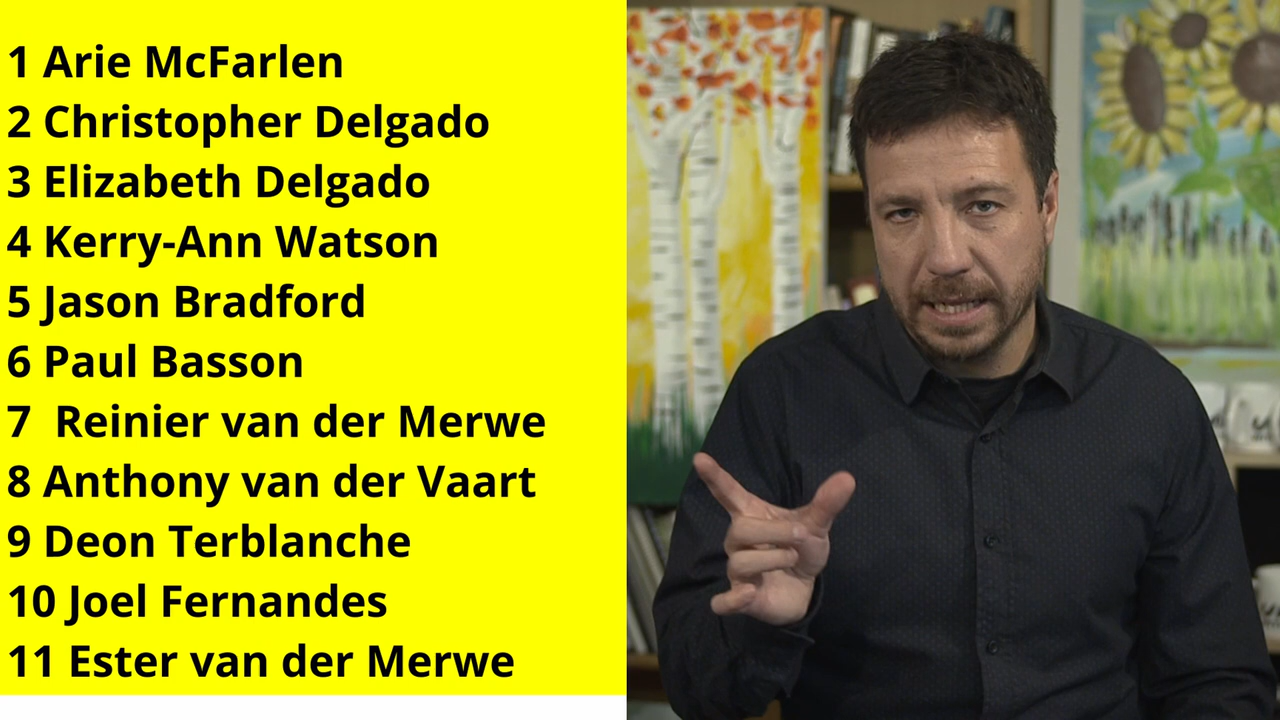 1 Arie McFarlen
2 Christopher Delgado
3 Elizabeth Delgado
4 Kerry-Ann Watson
5 Jason Bradford
6 Paul Basson
7  Reinier van der Merwe
8 Anthony van der Vaart
9 Deon Terblanche
10 Joel Fernandes
11 Ester van der Merwe